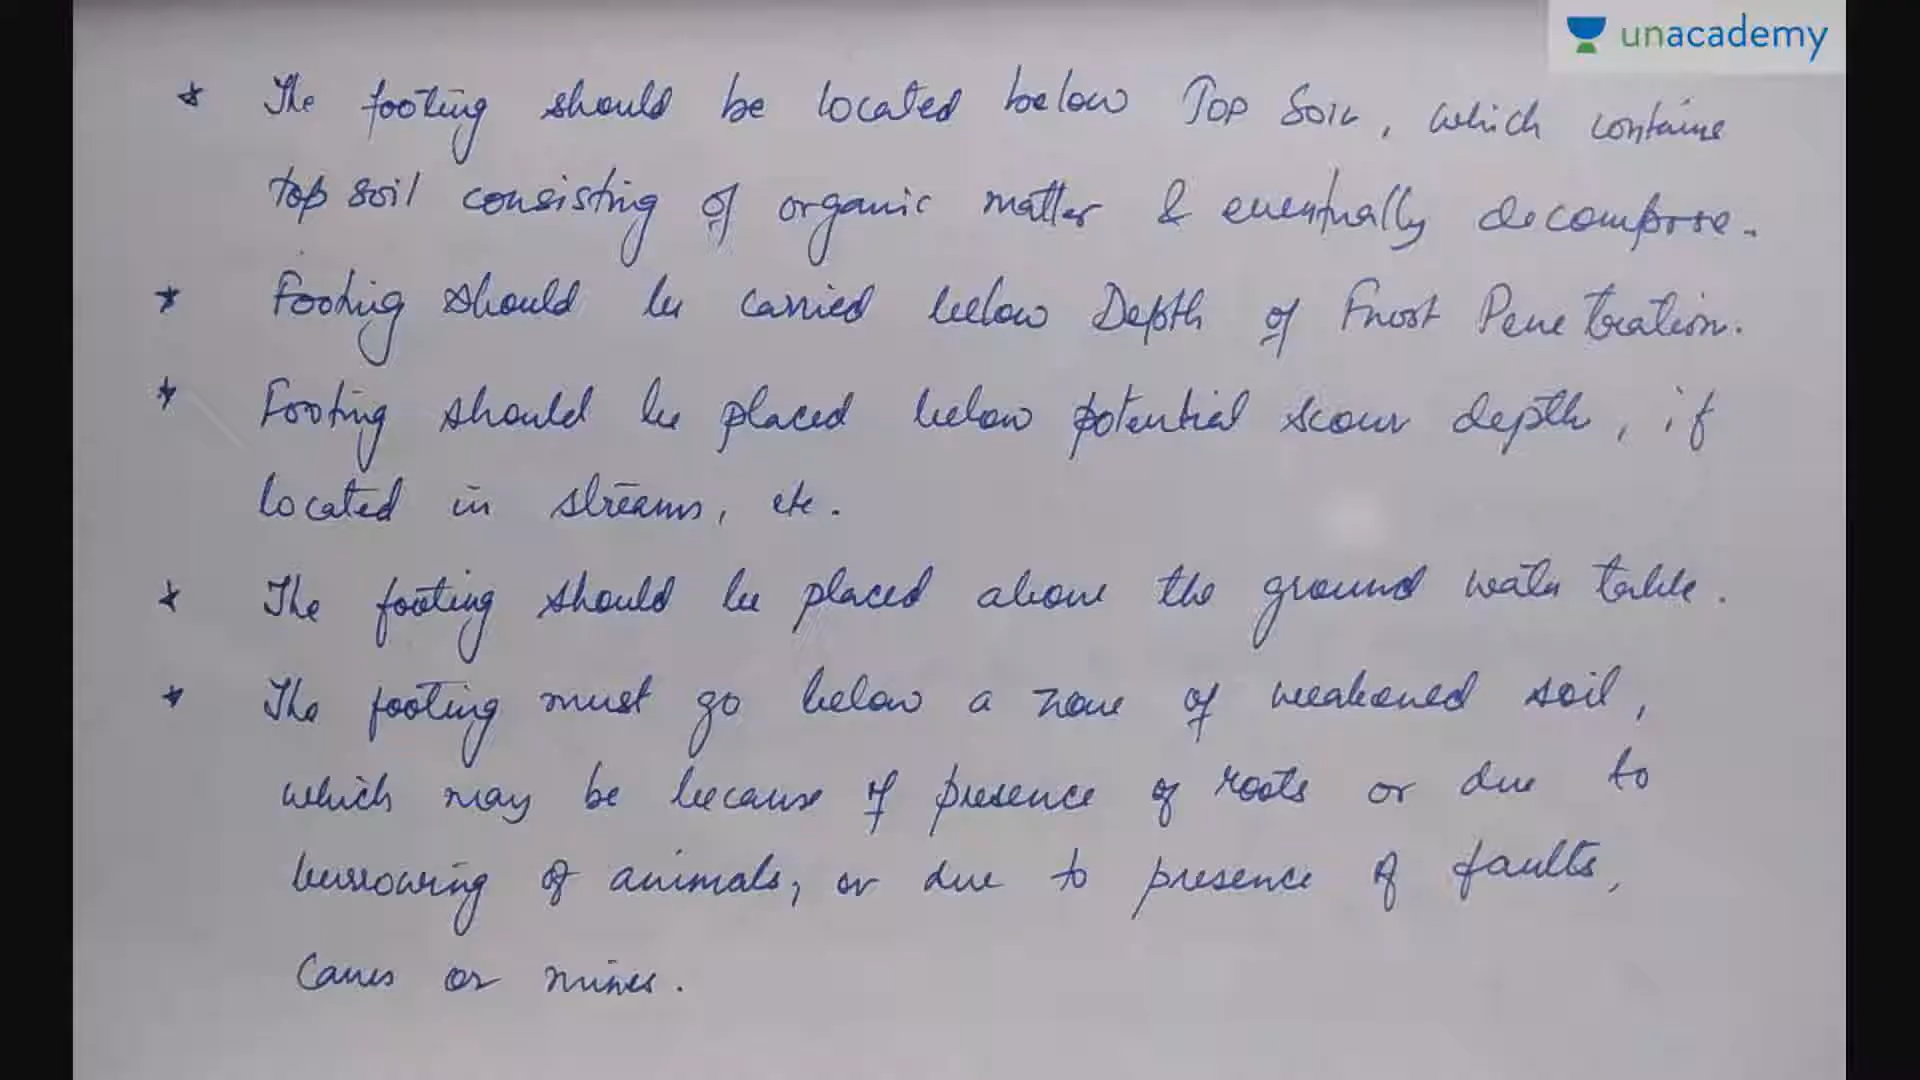 unacademy
* The footing should be located below Top Soil, which contains
top soil consisting of organic matter & eventually decompose.
* Footing should be carried below Depth of Frost Penetration.
* Footing should be placed below potential scour depth, if
located in streams, etc.
* The footing should be placed above the ground water table.
* The footing must go below a zone of weakened soil,
which may be because of presence of roots or due to
burrowing of animals, or due to presence of faults,
Caves or mines.